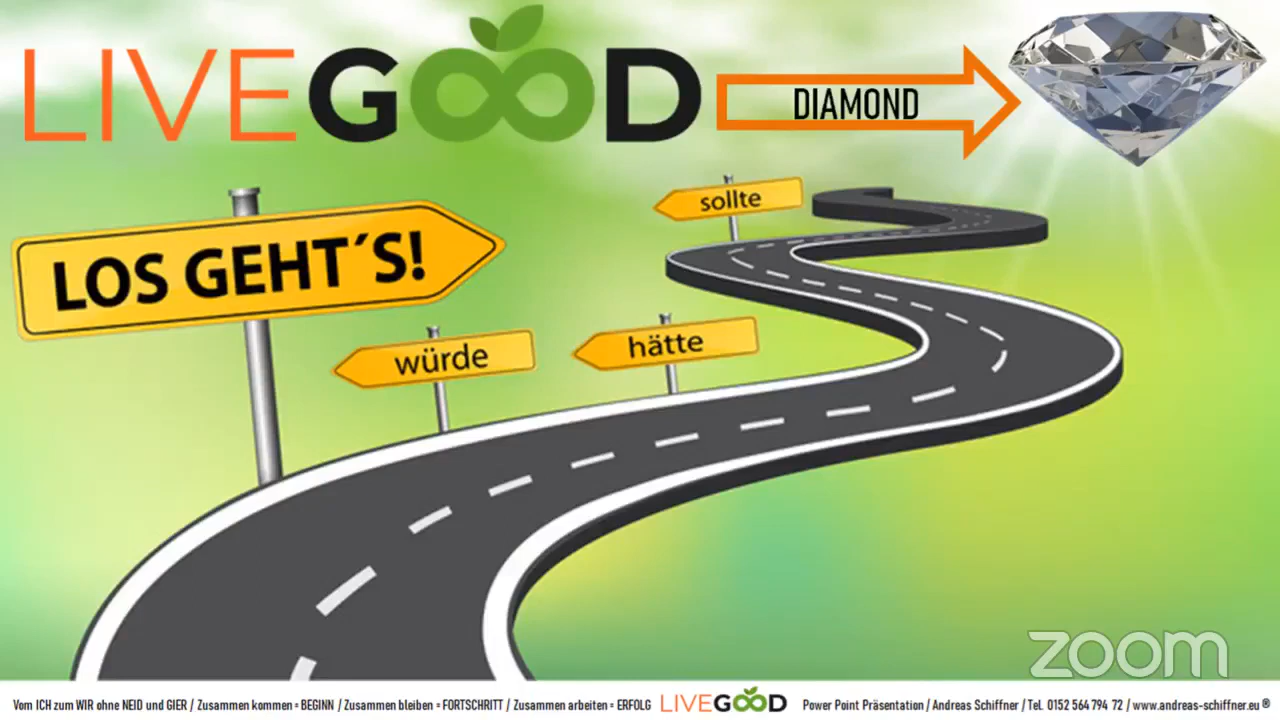 LIVEGOOD
DIAMOND
sollte
LOS GEHT´S!
würde
hätte
zoom
Vom ICH zum WIR ohne NEID und GIER / Zusammen kommen = BEGINN / Zusammen bleiben = FORTSCHRITT / Zusammen arbeiten = ERFOLG LIVEGOOD Power Point Präsentation / Andreas Schiffner / Tel. 0152 564 794 72 / www.andreas-schiffner.eu ®